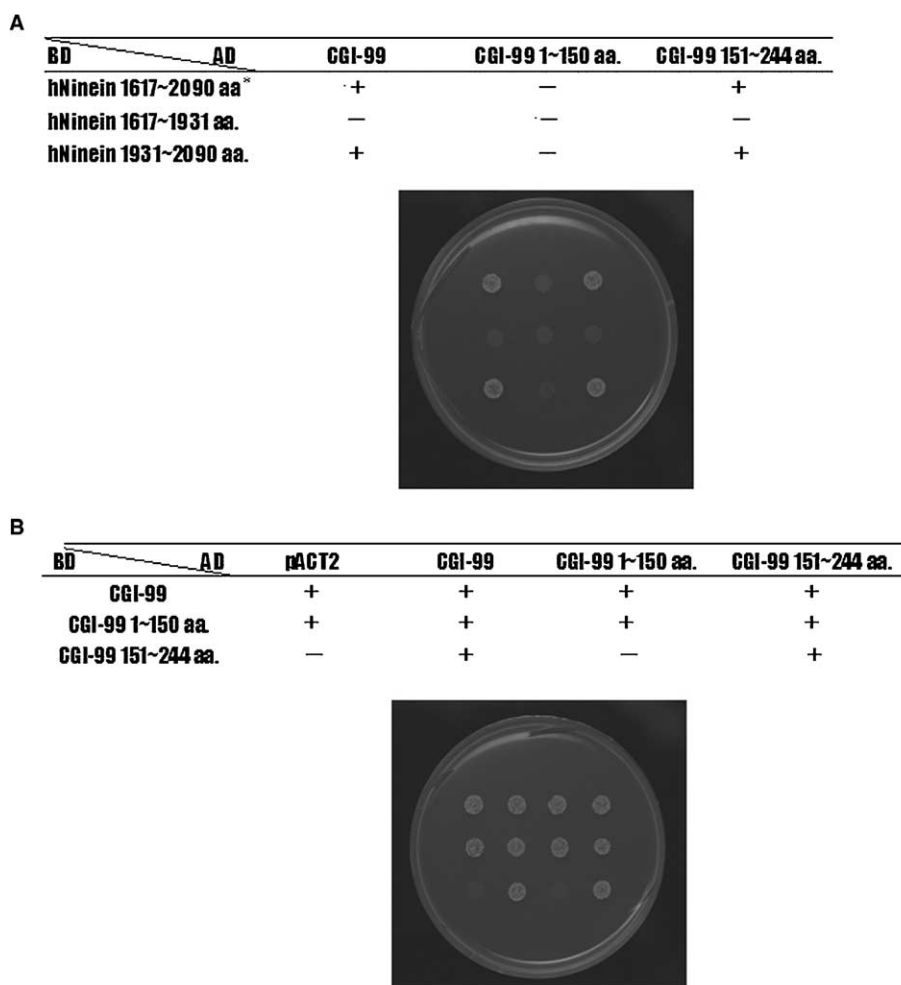 A
BD AD CGI-99 CGI-99 1~150 aa. CGI-99 151~244 aa.
hNinein 1617~2090 aa* + — +
hNinein 1617~1931 aa. — — —
hNinein 1931~2090 aa. + — +
B
BD AD pACT2 CGI-99 CGI-99 1~150 aa. CGI-99 151~244 aa.
CGI-99 + + + +
CGI-99 1~150 aa. + + + +
CGI-99 151~244 aa. — + — +